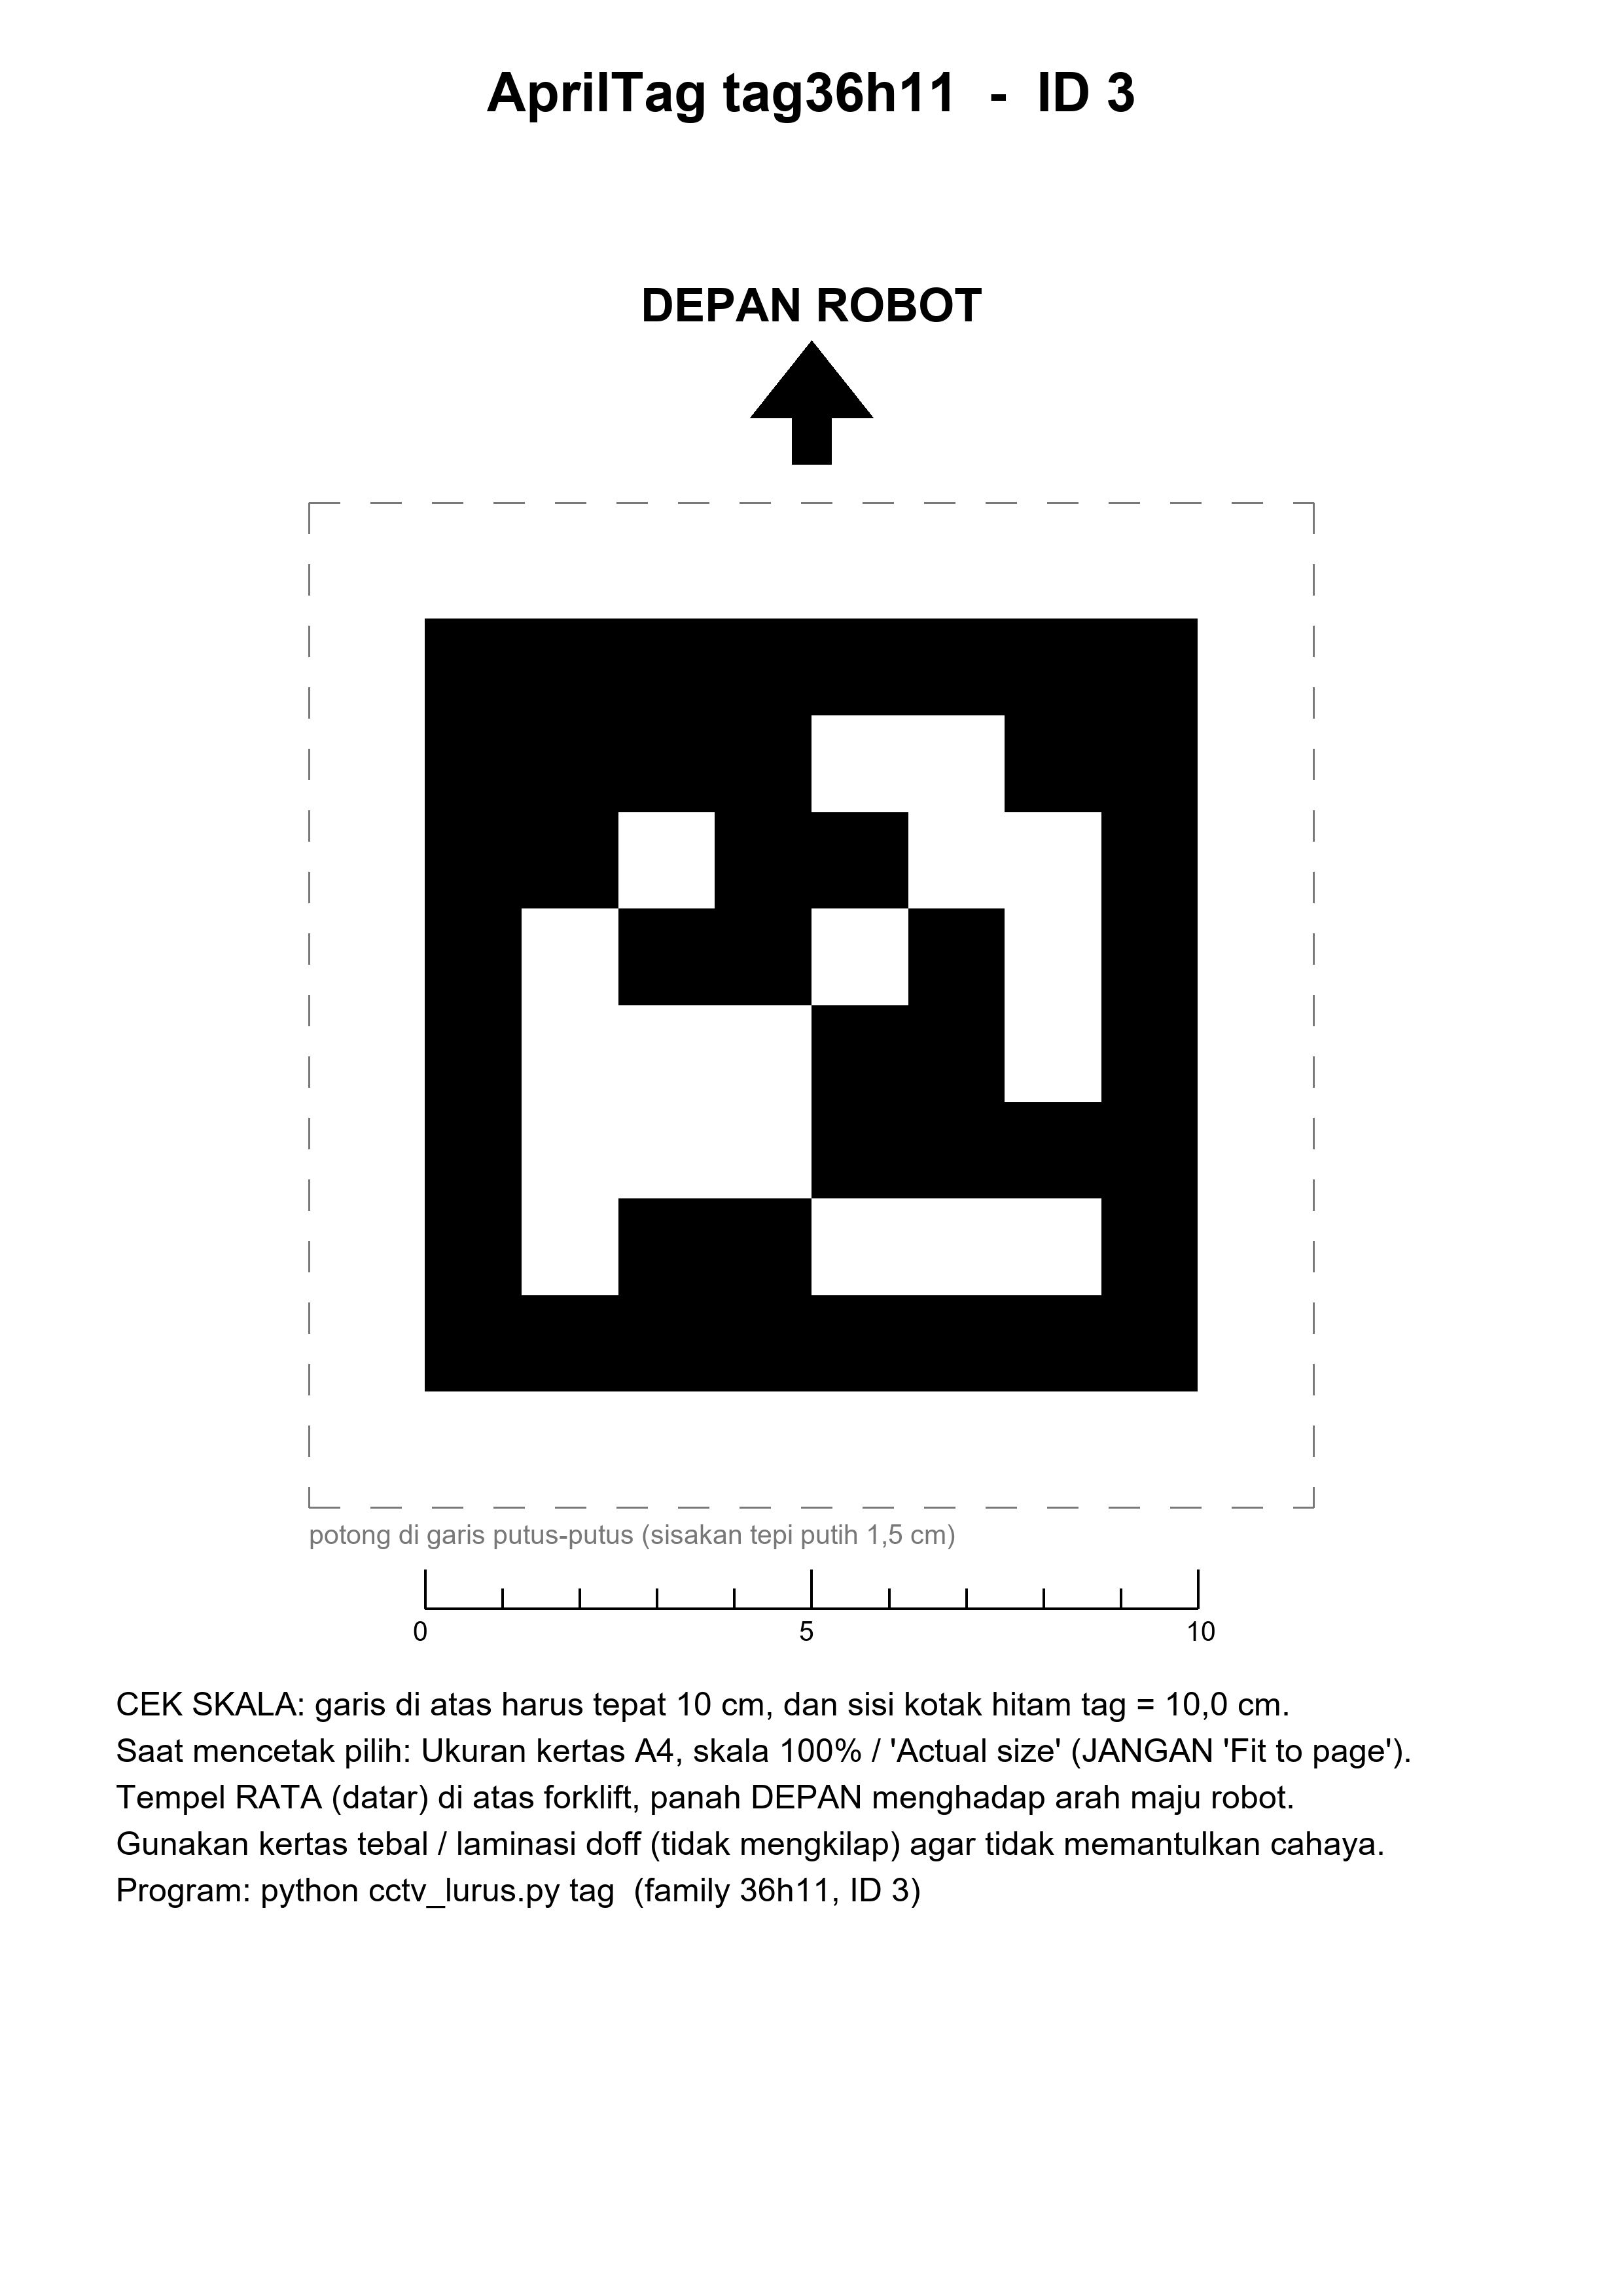 AprilTag tag36h11  -  ID 3
DEPAN ROBOT
potong di garis putus-putus (sisakan tepi putih 1,5 cm)
0 5 10
CEK SKALA: garis di atas harus tepat 10 cm, dan sisi kotak hitam tag = 10,0 cm.
Saat mencetak pilih: Ukuran kertas A4, skala 100% / 'Actual size' (JANGAN 'Fit to page').
Tempel RATA (datar) di atas forklift, panah DEPAN menghadap arah maju robot.
Gunakan kertas tebal / laminasi doff (tidak mengkilap) agar tidak memantulkan cahaya.
Program: python cctv_lurus.py tag  (family 36h11, ID 3)